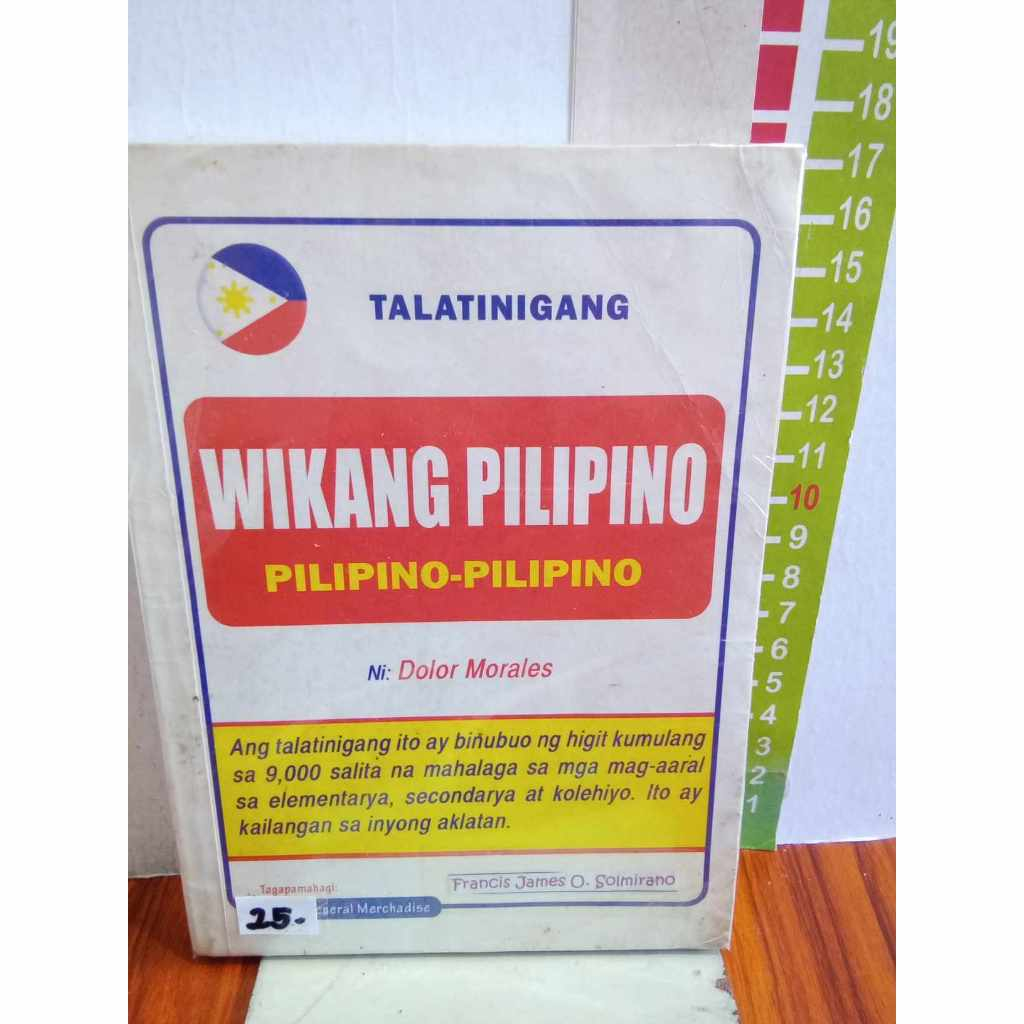 TALATINIGANG
WIKANG PILIPINO
PILIPINO-PILIPINO
Ni: Dolor Morales
Ang talatinigang ito ay binubuo ng higit kumulang
sa 9,000 salita na mahalaga sa mga mag-aaral
sa elementarya, secondarya at kolehiyo. Ito ay
kailangan sa inyong aklatan.
Francis James O. Solmirano
Tagapamahagi:
Merchadise
25-
19
18
17
16
15
14
13
12
11
10
9
8
7
6
5
4
3
2
1